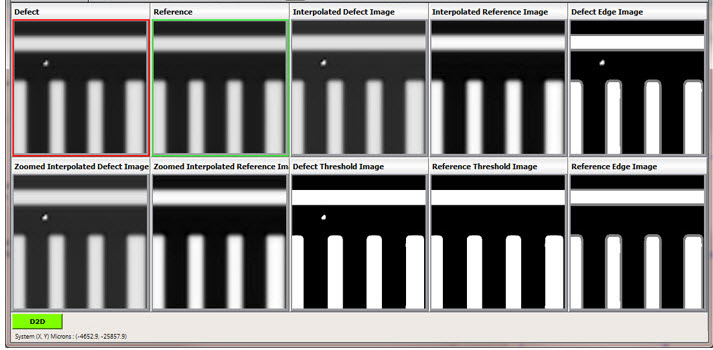 Defect
Reference
Interpolated Defect Image
Interpolated Reference Image
Defect Edge Image
Zoomed Interpolated Defect Image
Zoomed Interpolated Reference Im
Defect Threshold Image
Reference Threshold Image
Reference Edge Image
D2D
System (X, Y) Microns : (-4652.9, -25857.9)